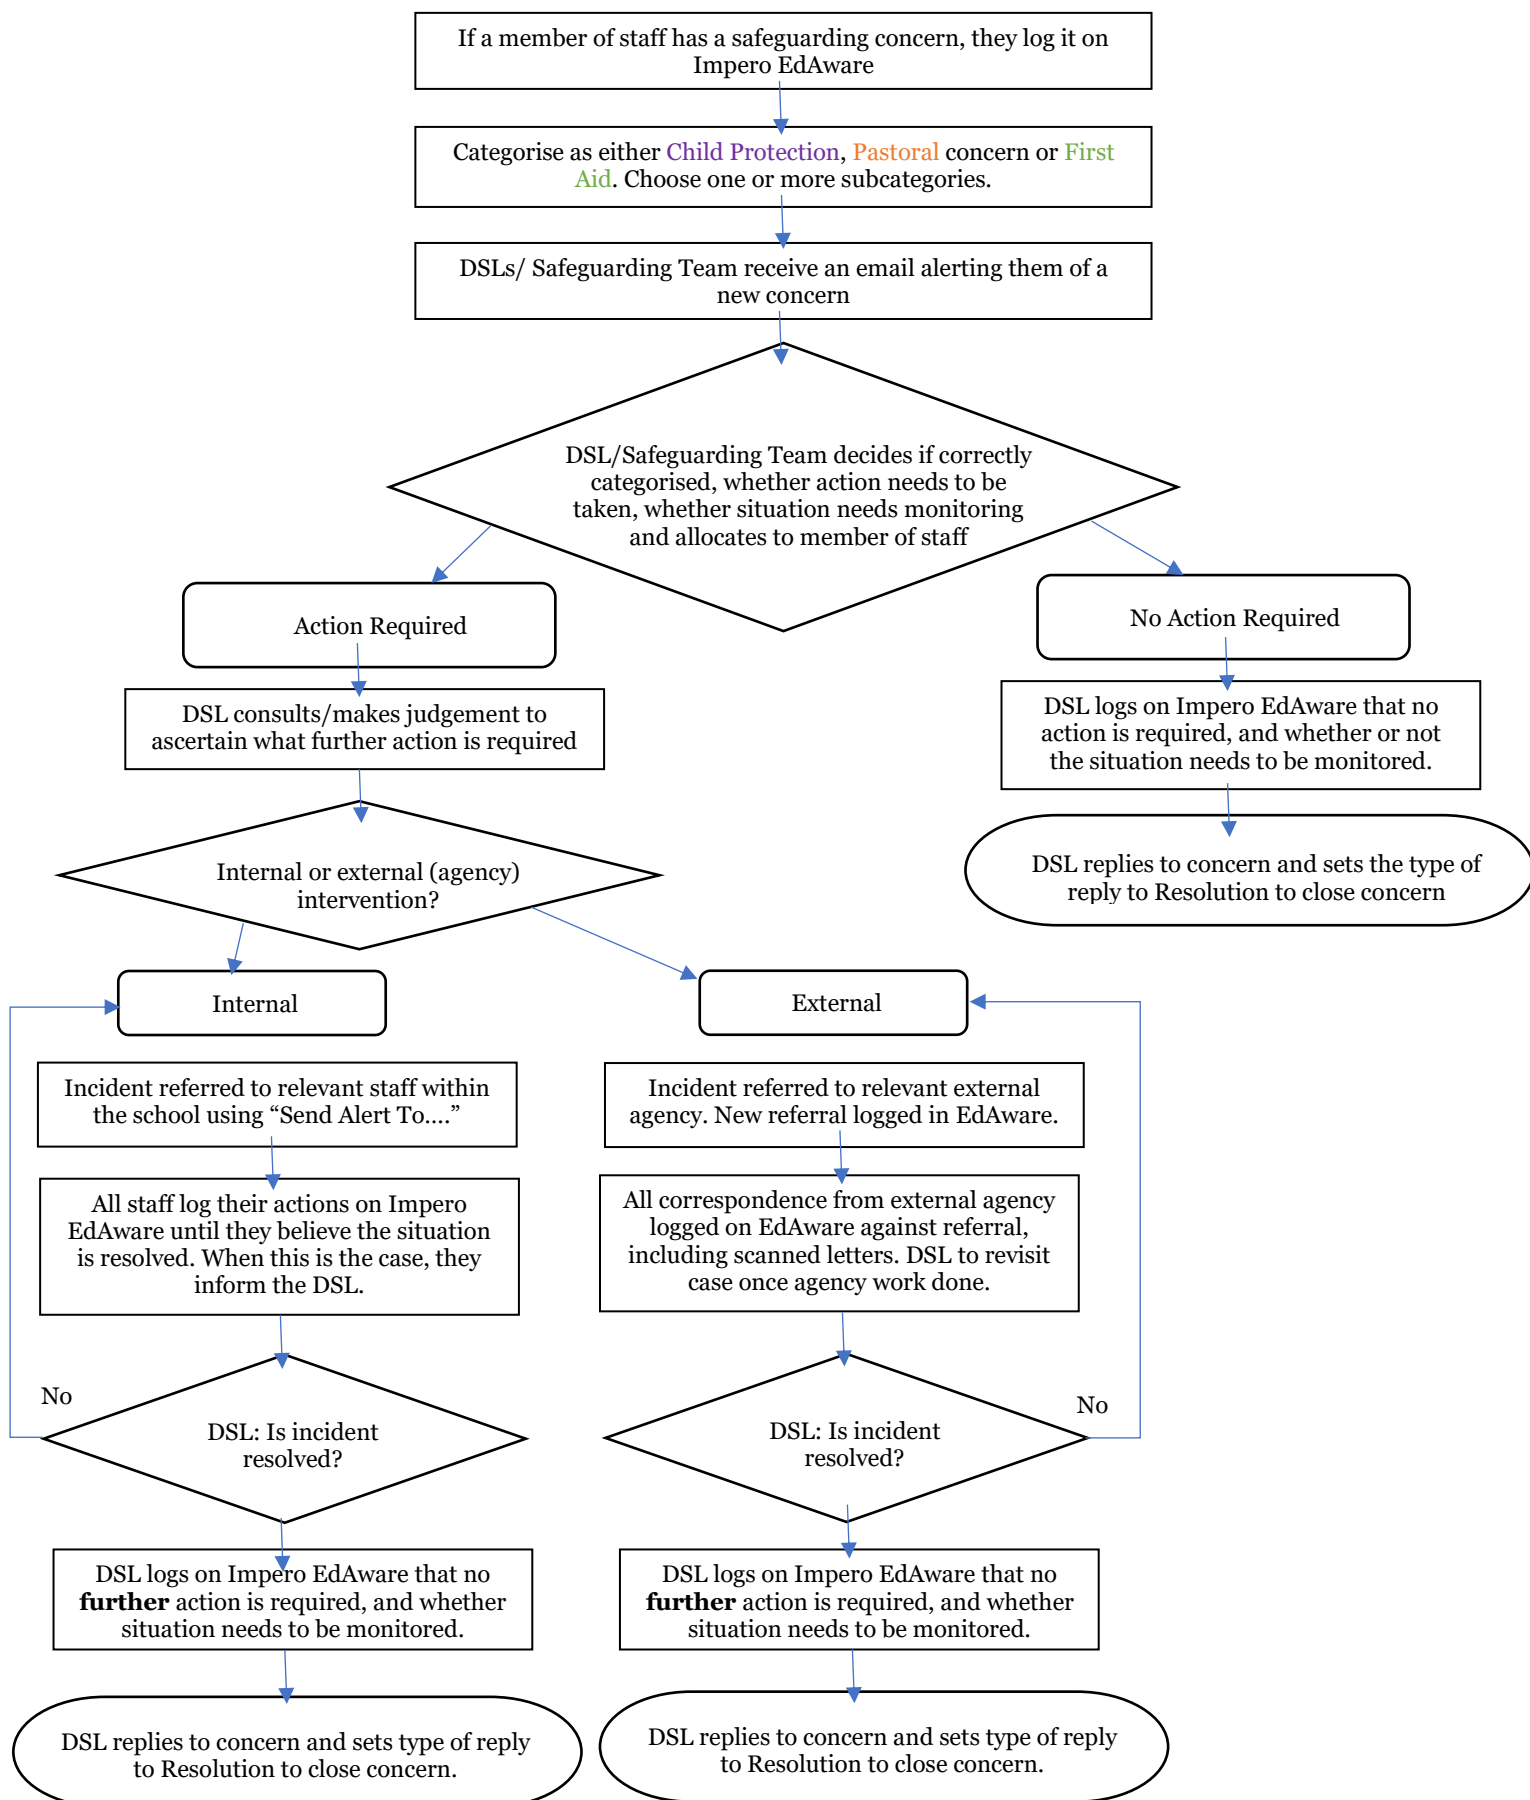 If a member of staff has a safeguarding concern, they log it on
Impero EdAware
Categorise as either Child Protection, Pastoral concern or First
Aid. Choose one or more subcategories.
DSLs/ Safeguarding Team receive an email alerting them of a
new concern
DSL/Safeguarding Team decides if correctly
categorised, whether action needs to be
taken, whether situation needs monitoring
and allocates to member of staff
Action Required
No Action Required
DSL consults/makes judgement to
ascertain what further action is required
DSL logs on Impero EdAware that no
action is required, and whether or not
the situation needs to be monitored.
Internal or external (agency)
intervention?
DSL replies to concern and sets the type of
reply to Resolution to close concern
Internal
External
Incident referred to relevant staff within
the school using “Send Alert To....”
Incident referred to relevant external
agency. New referral logged in EdAware.
All staff log their actions on Impero
EdAware until they believe the situation
is resolved. When this is the case, they
inform the DSL.
All correspondence from external agency
logged on EdAware against referral,
including scanned letters. DSL to revisit
case once agency work done.
No
DSL: Is incident
resolved?
No
DSL: Is incident
resolved?
DSL logs on Impero EdAware that no
further action is required, and whether
situation needs to be monitored.
DSL logs on Impero EdAware that no
further action is required, and whether
situation needs to be monitored.
DSL replies to concern and sets type of reply
to Resolution to close concern.
DSL replies to concern and sets type of reply
to Resolution to close concern.